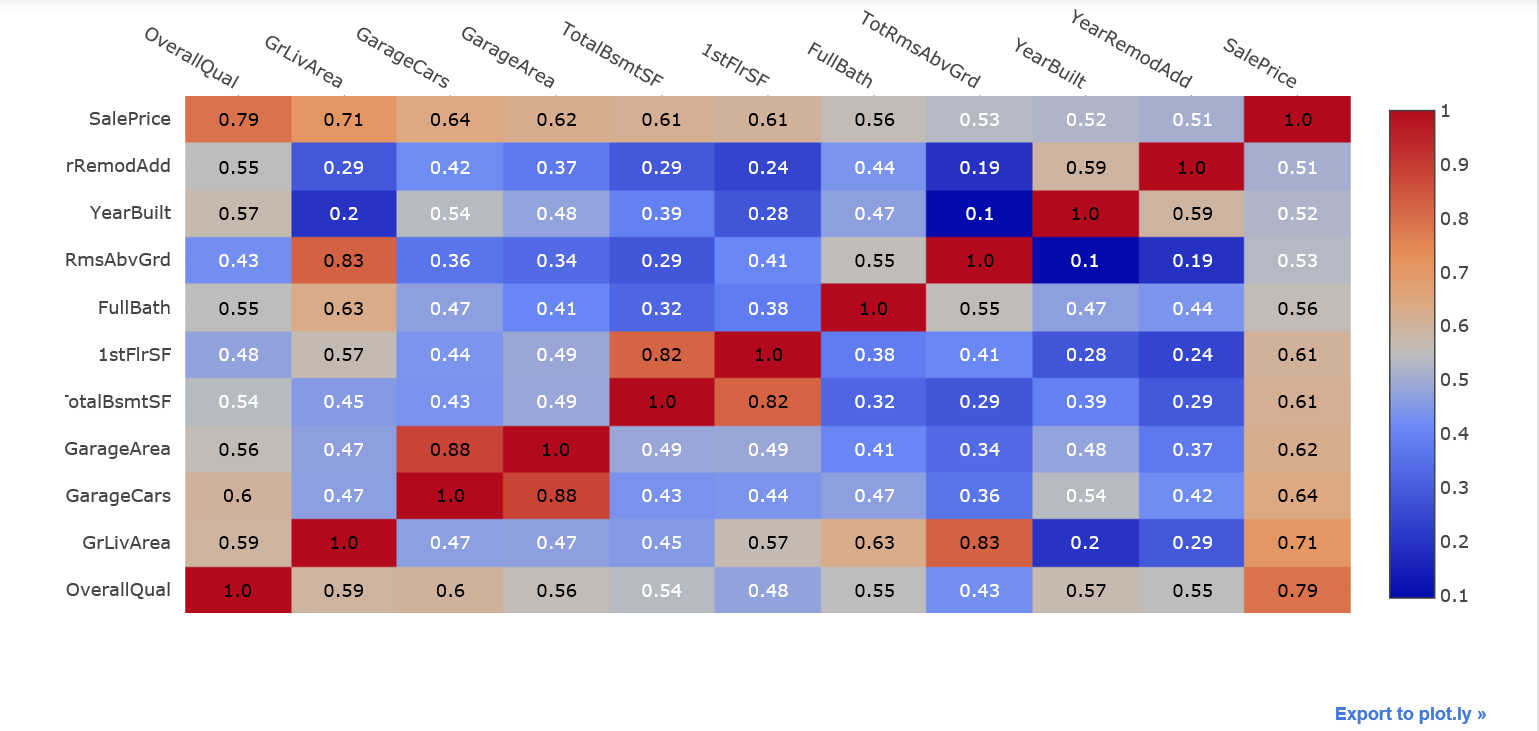 OverallQual GrLivArea GarageCars GarageArea TotalBsmtSF 1stFlrSF FullBath TotRmsAbvGrd YearBuilt YearRemodAdd SalePrice
SalePrice 0.79 0.71 0.64 0.62 0.61 0.61 0.56 0.53 0.52 0.51 1.0
rRemodAdd 0.55 0.29 0.42 0.37 0.29 0.24 0.44 0.19 0.59 1.0 0.51
YearBuilt 0.57 0.2 0.54 0.48 0.39 0.28 0.47 0.1 1.0 0.59 0.52
RmsAbvGrd 0.43 0.83 0.36 0.34 0.29 0.41 0.55 1.0 0.1 0.19 0.53
FullBath 0.55 0.63 0.47 0.41 0.32 0.38 1.0 0.55 0.47 0.44 0.56
1stFlrSF 0.48 0.57 0.44 0.49 0.82 1.0 0.38 0.41 0.28 0.24 0.61
TotalBsmtSF 0.54 0.45 0.43 0.49 1.0 0.82 0.32 0.29 0.39 0.29 0.61
GarageArea 0.56 0.47 0.88 1.0 0.49 0.49 0.41 0.34 0.48 0.37 0.62
GarageCars 0.6 0.47 1.0 0.88 0.43 0.44 0.47 0.36 0.54 0.42 0.64
GrLivArea 0.59 1.0 0.47 0.47 0.45 0.57 0.63 0.83 0.2 0.29 0.71
OverallQual 1.0 0.59 0.6 0.56 0.54 0.48 0.55 0.43 0.57 0.55 0.79
1
0.9
0.8
0.7
0.6
0.5
0.4
0.3
0.2
0.1
Export to plot.ly »